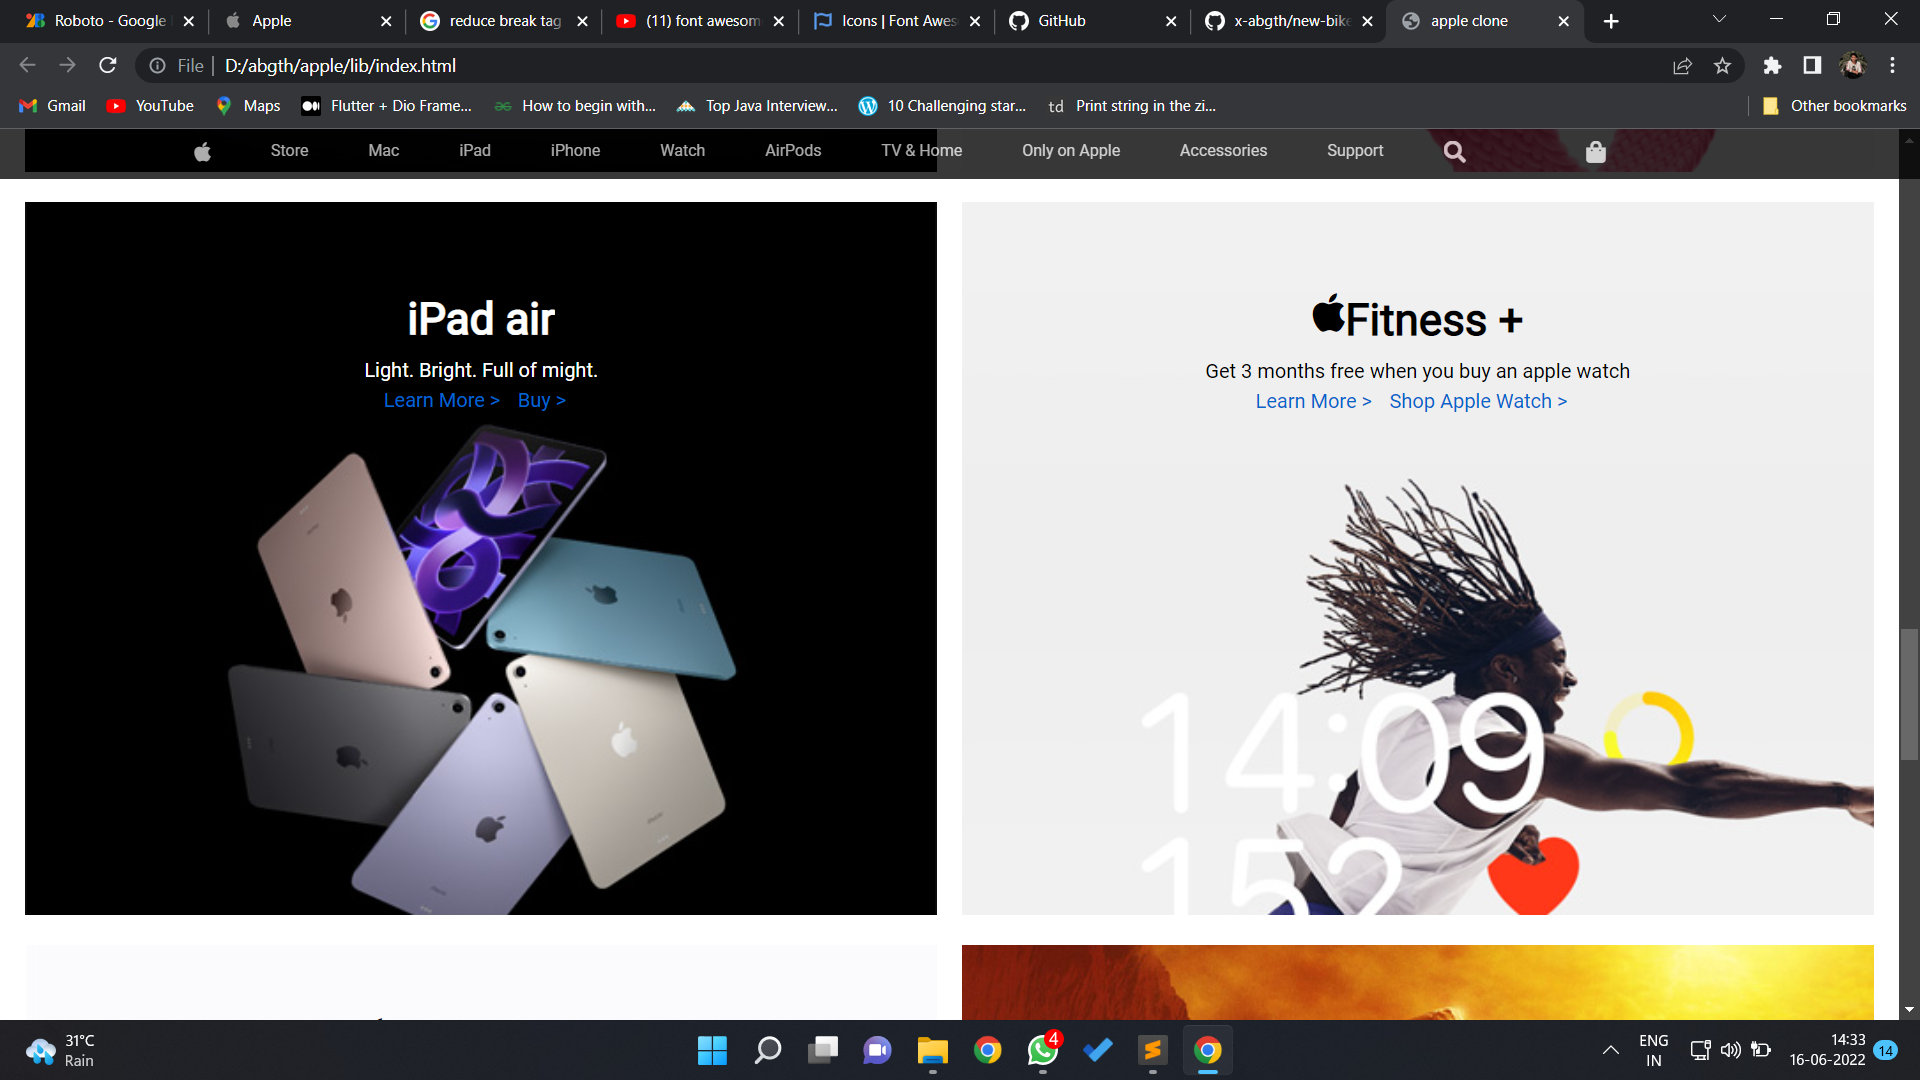 Roboto - Google
Apple
reduce break tag
(11) font awesom
Icons | Font Awes
GitHub
x-abgth/new-bike
apple clone
File
D:/abgth/apple/lib/index.html
Gmail
YouTube
Maps
Flutter + Dio Frame...
How to begin with...
Top Java Interview...
10 Challenging star...
td
Print string in the zi...
Other bookmarks
Store
Mac
iPad
iPhone
Watch
AirPods
TV & Home
Only on Apple
Accessories
Support
iPad air
Light. Bright. Full of might.
Learn More > Buy >
Fitness +
Get 3 months free when you buy an apple watch
Learn More > Shop Apple Watch >
14:09
152
31°C
Rain
4
ENG
IN
14:33
16-06-2022
14